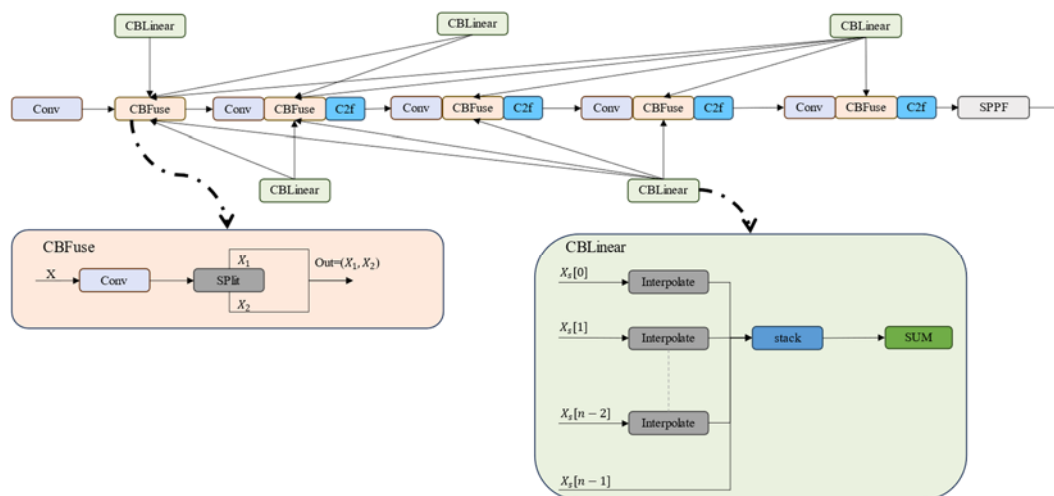 CBLinear
CBLinear
CBLinear
Conv
CBFuse
Conv
CBFuse
C2f
Conv
CBFuse
C2f
Conv
CBFuse
C2f
Conv
CBFuse
C2f
SPPF
CBLinear
CBLinear
CBFuse
X
Conv
SPlit
X₁
X₂
Out=(X₁, X₂)
CBLinear
Xₛ[0]
Interpolate
Xₛ[1]
Interpolate
stack
SUM
Xₛ[n − 2]
Interpolate
Xₛ[n − 1]